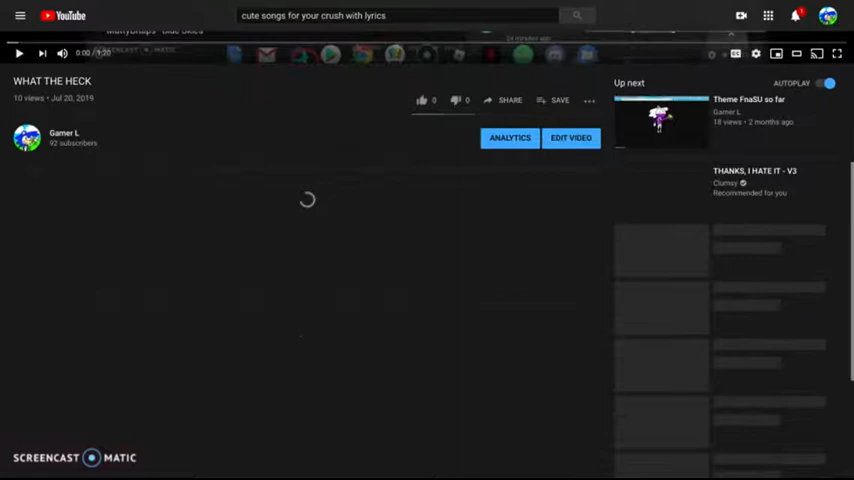 YouTube
cute songs for your crush with lyrics
1
0:00 / 1:20
WHAT THE HECK
10 views • Jul 20, 2019
0
0
SHARE
SAVE
Gamer L
92 subscribers
ANALYTICS
EDIT VIDEO
Up next
AUTOPLAY
Theme FnaSU so far
Gamer L
18 views • 2 months ago
THANKS, I HATE IT - V3
Clumsy
Recommended for you
SCREENCAST MATIC